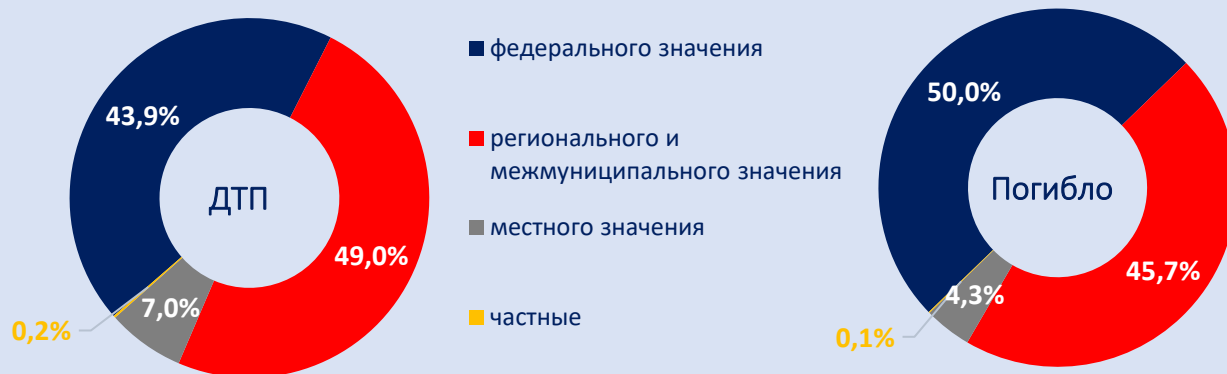 43,9%
ДТП
49,0%
7,0%
0,2%
федерального значения
регионального и
межмуниципального значения
местного значения
частные
50,0%
Погибло
45,7%
4,3%
0,1%